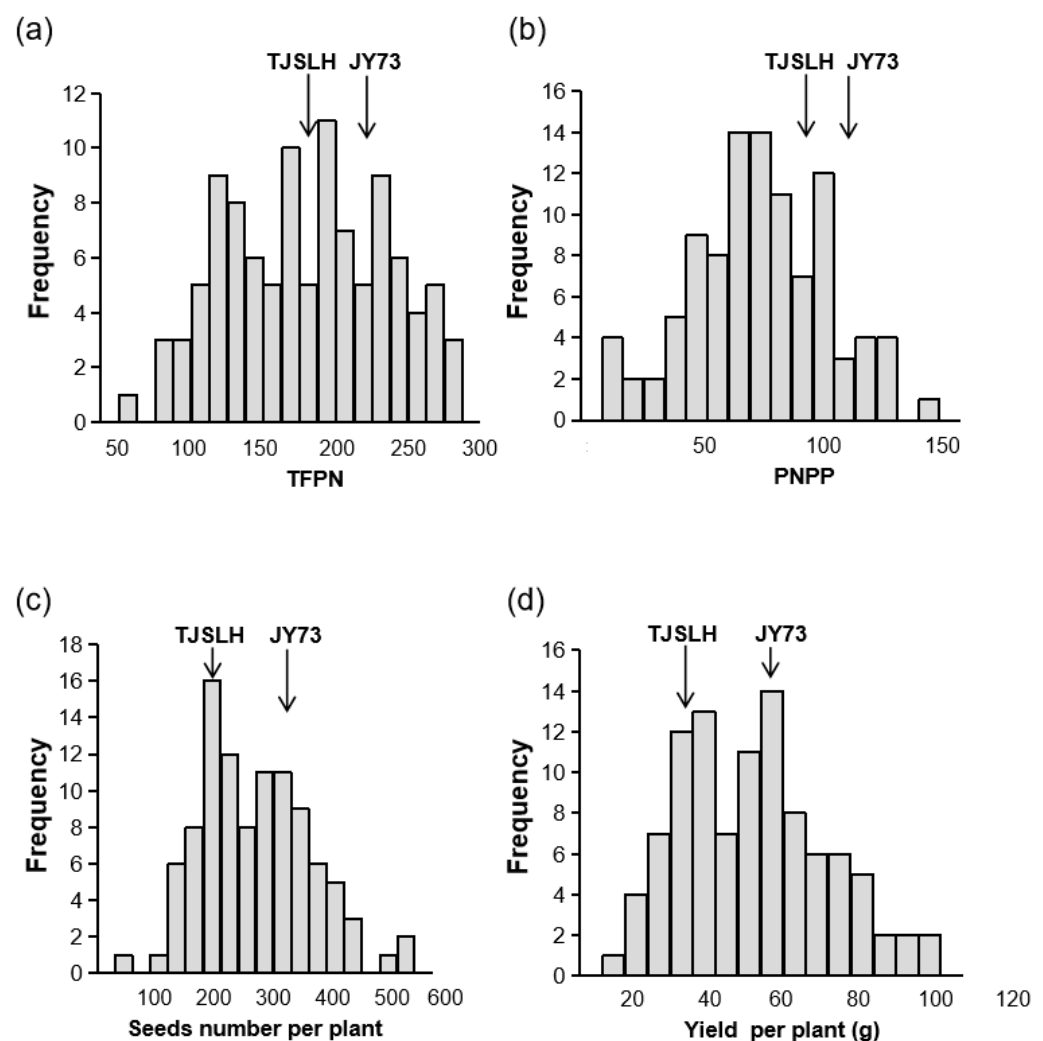 (a)
TJSLH JY73
12
10
8
6
4
2
0
Frequency
50 100 150 200 250 300
TFPN
(b)
TJSLH JY73
16
14
12
10
8
6
4
2
0
Frequency
50 100 150
PNPP
(c)
TJSLH JY73
18
16
14
12
10
8
6
4
2
0
Frequency
100 200 300 400 500 600
Seeds number per plant
(d)
TJSLH JY73
16
14
12
10
8
6
4
2
0
Frequency
20 40 60 80 100 120
Yield per plant (g)